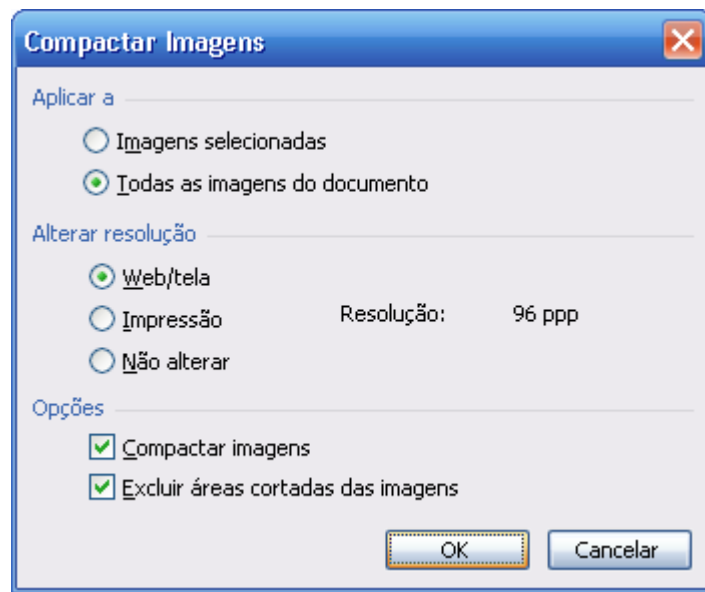 Compactar Imagens
Aplicar a
Imagens selecionadas
Todas as imagens do documento
Alterar resolução
Web/tela
Impressão Resolução: 96 ppp
Não alterar
Opções
Compactar imagens
Excluir áreas cortadas das imagens
OK Cancelar